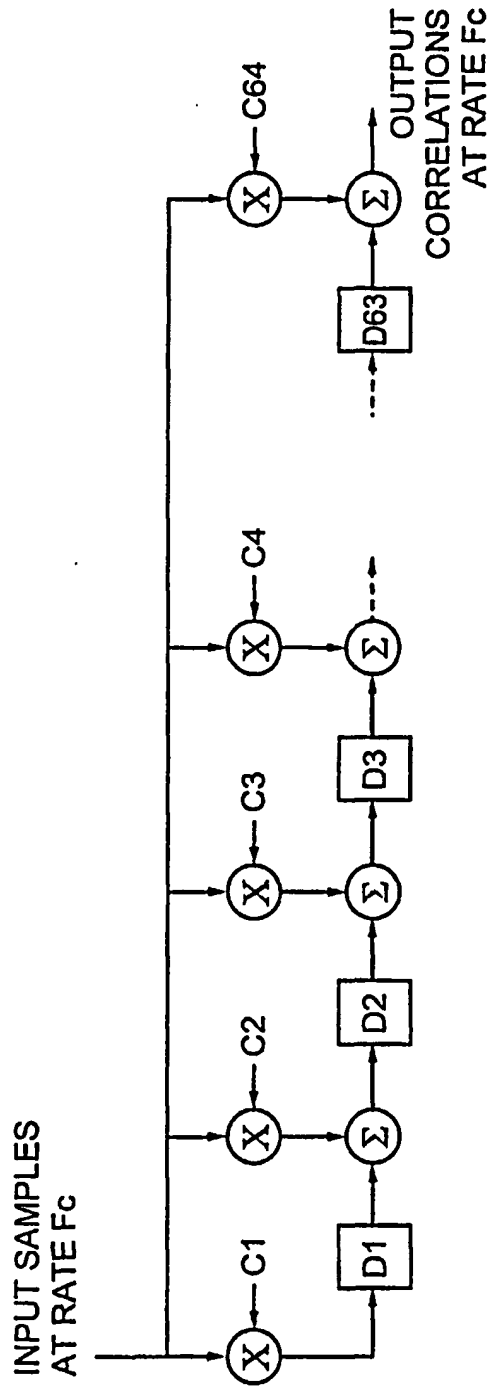 INPUT SAMPLES
AT RATE Fc
C1
C2
C3
C4
C64
X
X
X
X
X
D1
Σ
D2
Σ
D3
Σ
D63
Σ
OUTPUT
CORRELATIONS
AT RATE Fc